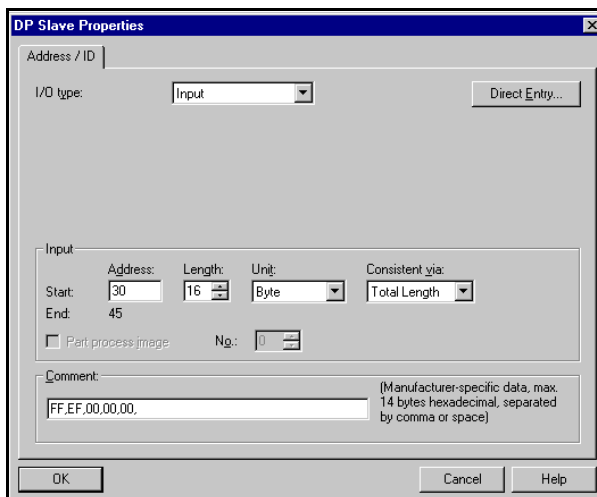 DP Slave Properties
Address / ID
I/O type: Input Direct Entry...
Input
Address: Length: Unit: Consistent via:
Start: 30 16 Byte Total Length
End: 45
Part process image No.: 0
Comment:
(Manufacturer-specific data, max.
FF,EF,00,00,00, 14 bytes hexadecimal, separated
by comma or space)
OK Cancel Help